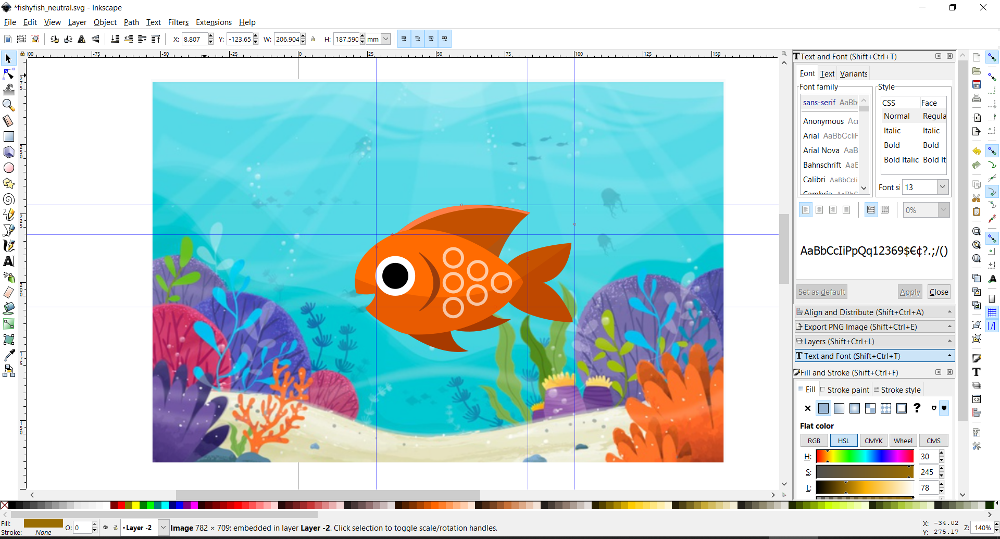 *fishyfish_neutral.svg - Inkscape
File Edit View Layer Object Path Text Filters Extensions Help
X: 8.807 Y: -123.65 W: 206.904 H: 187.590 mm
-75 -50 -25 0 25 50 75 100 125 150
Text and Font (Shift+Ctrl+T)
Font Text Variants
Font family Style
sans-serif AaBb
CSS Face
Normal Regula
Anonymous Aa
Italic Italic
Arial AaBbCcIiF
Bold Bold
Arial Nova AaB
Bold Italic Bold It
Bahnschrift AaE
Calibri AaBbCcIi
Font si 13
0%
AaBbCcIiPpQq12369$€¢?.;/()
Set as default Apply Close
Align and Distribute (Shift+Ctrl+A)
Export PNG Image (Shift+Ctrl+E)
Layers (Shift+Ctrl+L)
Text and Font (Shift+Ctrl+T)
Fill and Stroke (Shift+Ctrl+F)
Fill Stroke paint Stroke style
Flat color
RGB HSL CMYK Wheel CMS
H: 30
S: 245
L: 78
Fill:
Stroke: None
O: 0
•Layer -2
Image 782 × 709: embedded in layer Layer -2. Click selection to toggle scale/rotation handles.
X: -34.02
Y: 275.17
Z: 140%